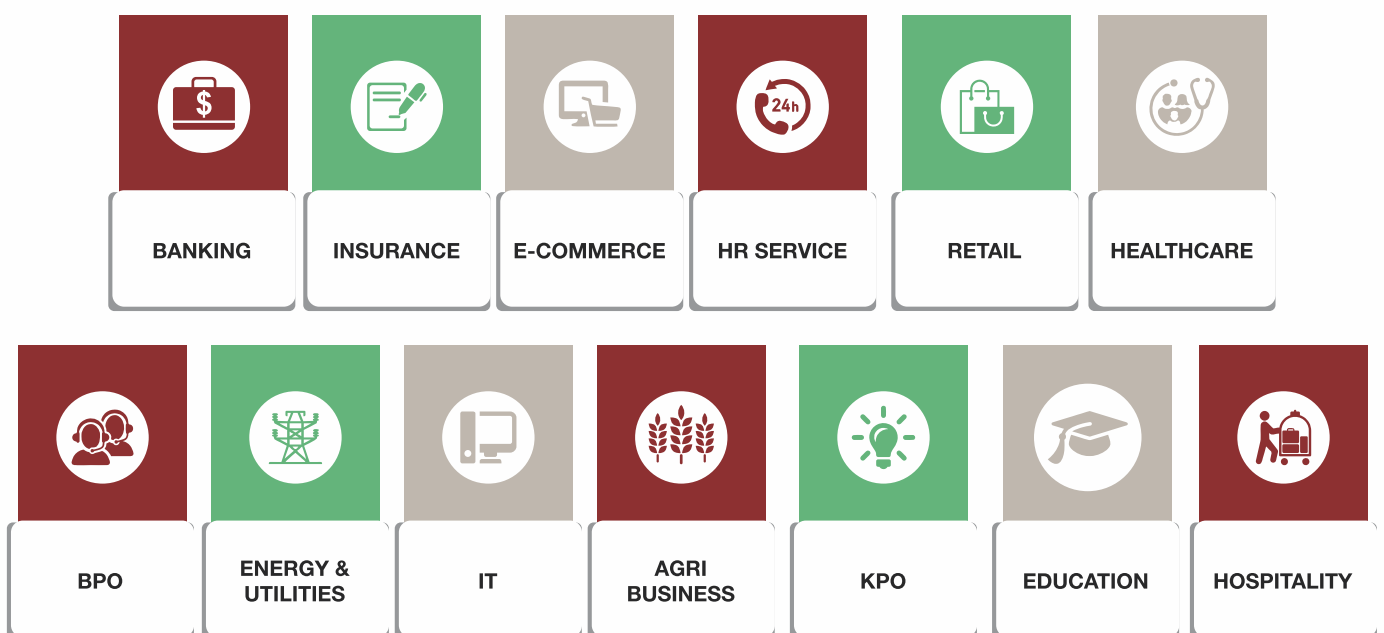 $
24h
BANKING
INSURANCE
E-COMMERCE
HR SERVICE
RETAIL
HEALTHCARE
BPO
ENERGY &
UTILITIES
IT
AGRI
BUSINESS
KPO
EDUCATION
HOSPITALITY